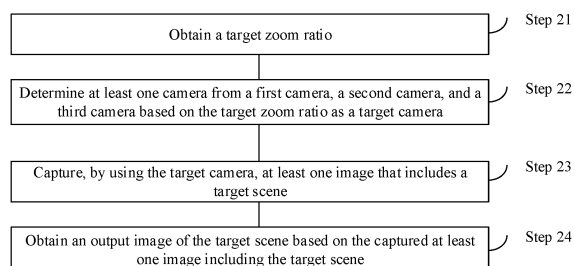 Obtain a target zoom ratio
Step 21
Determine at least one camera from a first camera, a second camera, and a
third camera based on the target zoom ratio as a target camera
Step 22
Capture, by using the target camera, at least one image that includes a
target scene
Step 23
Obtain an output image of the target scene based on the captured at least
one image including the target scene
Step 24